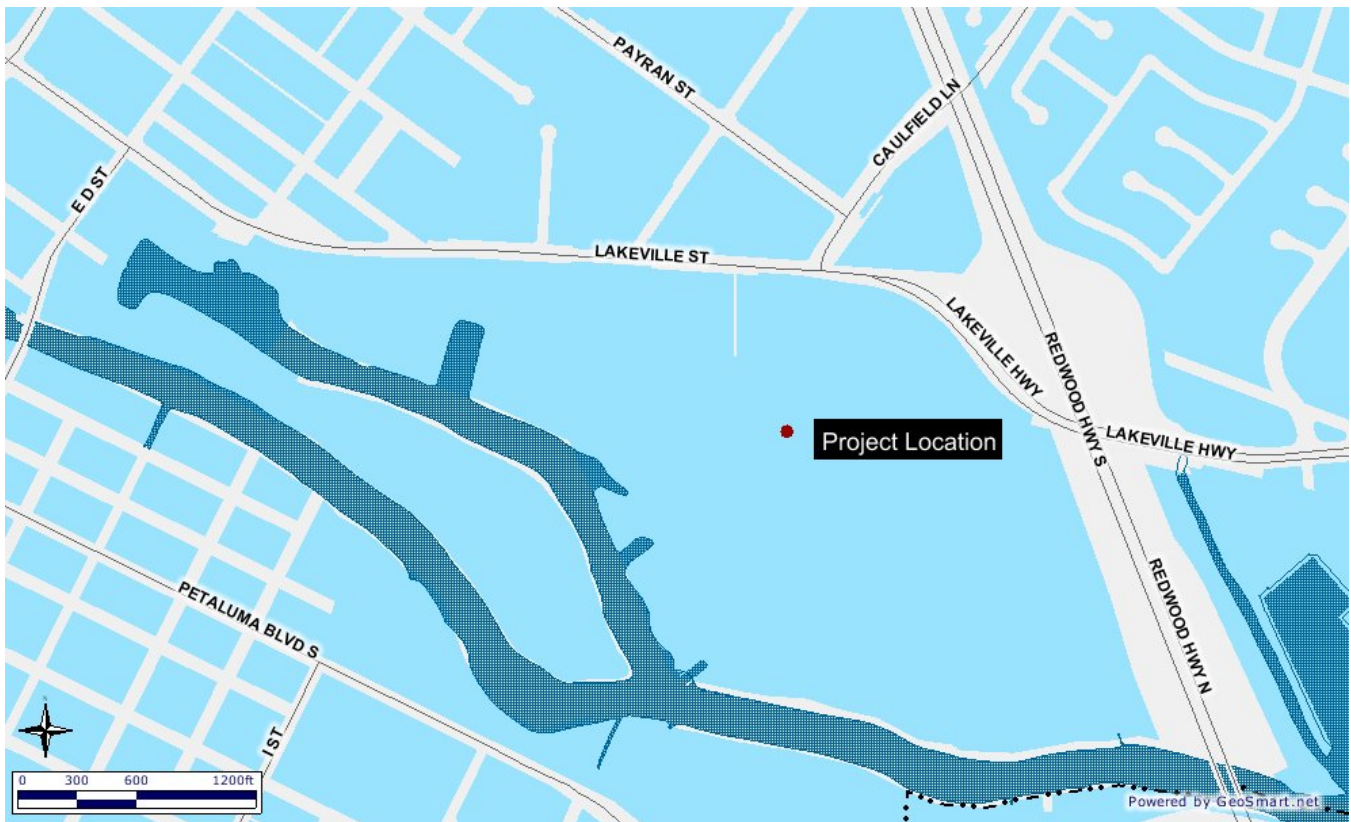 PAYRAN ST
CAULFIELD LN
E D ST
LAKEVILLE ST
LAKEVILLE HWY
REDWOOD HWY S
LAKEVILLE HWY
Project Location
REDWOOD HWY N
PETALUMA BLVD S
I ST
0 300 600 1200ft
Powered by GeoSmart.net